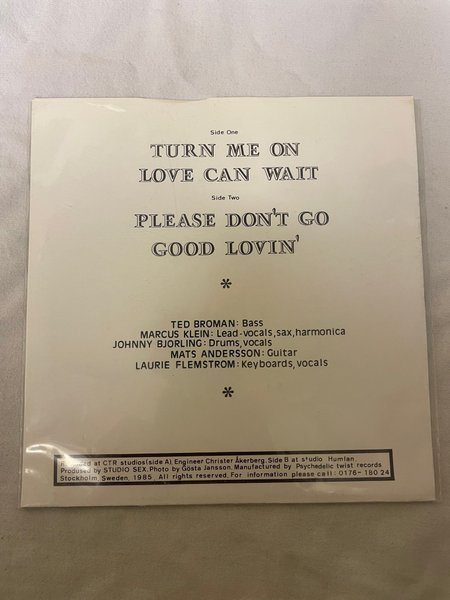 Side One
TURN ME ON
LOVE CAN WAIT
Side Two
PLEASE DON'T GO
GOOD LOVIN'
*
TED BROMAN: Bass
MARCUS KLEIN: Lead-vocals, sax, harmonica
JOHNNY BJORLING: Drums, vocals
MATS ANDERSSON: Guitar
LAURIE FLEMSTROM: Keyboards, vocals
*
Recorded at CTR studios(side A). Engineer Christer Åkerberg. Side B at studio Humlan.
Prodused by STUDIO SEX. Photo by Gösta Jansson. Manufactured by Psychedelic twist records
Stockholm, Sweden, 1985. All rights reserved. For information please call: 0176-180 24